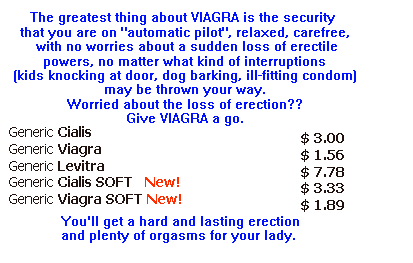 The greatest thing about VIAGRA is the security
that you are on "automatic pilot", relaxed, carefree,
with no worries about a sudden loss of erectile
powers, no matter what kind of interruptions
(kids knocking at door, dog barking, ill-fitting condom)
may be thrown your way.
Worried about the loss of erection??
Give VIAGRA a go.
Generic Cialis $ 3.00
Generic Viagra $ 1.56
Generic Levitra $ 7.78
Generic Cialis SOFT New! $ 3.33
Generic Viagra SOFT New! $ 1.89
You'll get a hard and lasting erection
and plenty of orgasms for your lady.